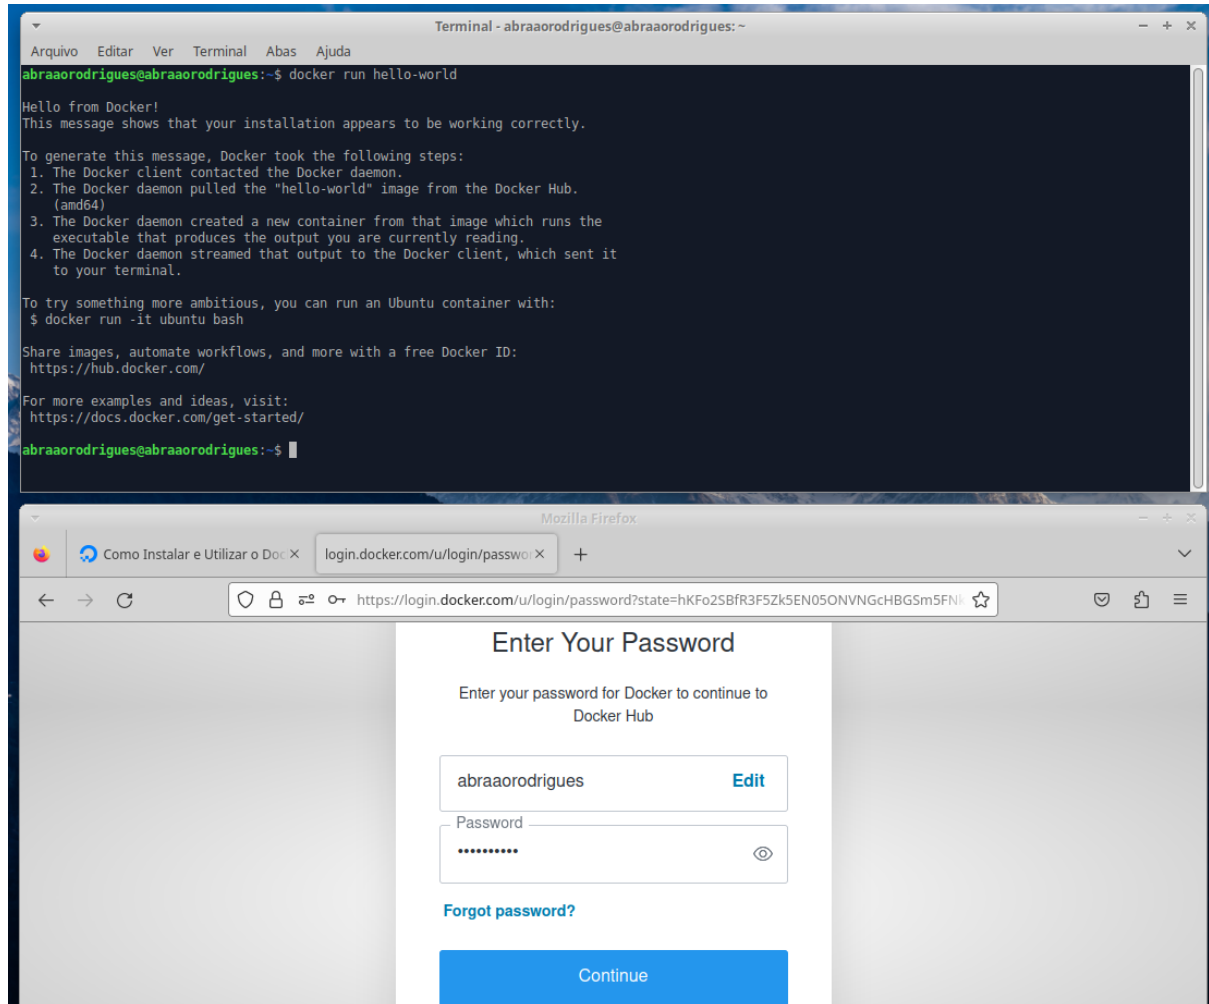 Terminal - abraaorodrigues@abraaorodrigues: ~
Arquivo Editar Ver Terminal Abas Ajuda
abraaorodrigues@abraaorodrigues:~$ docker run hello-world
Hello from Docker!
This message shows that your installation appears to be working correctly.
To generate this message, Docker took the following steps:
1. The Docker client contacted the Docker daemon.
2. The Docker daemon pulled the "hello-world" image from the Docker Hub.
(amd64)
3. The Docker daemon created a new container from that image which runs the
executable that produces the output you are currently reading.
4. The Docker daemon streamed that output to the Docker client, which sent it
to your terminal.
To try something more ambitious, you can run an Ubuntu container with:
$ docker run -it ubuntu bash
Share images, automate workflows, and more with a free Docker ID:
https://hub.docker.com/
For more examples and ideas, visit:
https://docs.docker.com/get-started/
abraaorodrigues@abraaorodrigues:~$
Mozilla Firefox
Como Instalar e Utilizar o Doc
login.docker.com/u/login/passwor
https://login.docker.com/u/login/password?state=hKFo2SBfR3F5Zk5EN05ONVNGcHBGSm5FN
Enter Your Password
Enter your password for Docker to continue to
Docker Hub
abraaorodrigues Edit
Password
••••••••••
Forgot password?
Continue